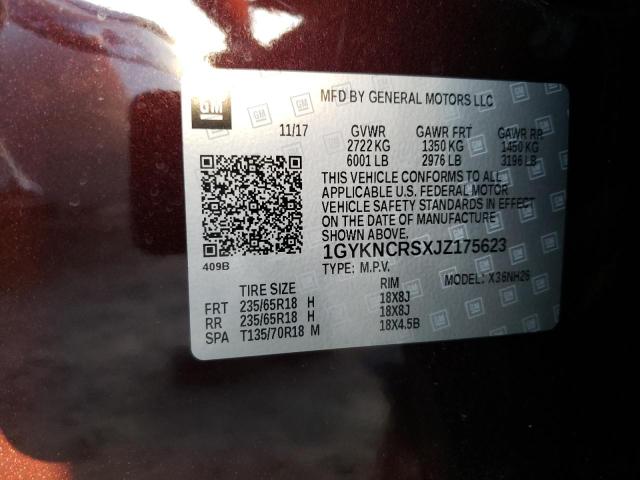 GM MFD BY GENERAL MOTORS LLC
11/17 GVWR GAWR FRT GAWR RR
2722 KG 1350 KG 1450 KG
6001 LB 2976 LB 3196 LB
THIS VEHICLE CONFORMS TO ALL
APPLICABLE U.S. FEDERAL MOTOR
VEHICLE SAFETY STANDARDS IN EFFECT
ON THE DATE OF MANUFACTURE
SHOWN ABOVE.
1GYKNCRSXJZ175623
409B TYPE: M.P.V. MODEL: X36NH26
TIRE SIZE RIM
FRT 235/65R18 H 18X8J
RR 235/65R18 H 18X8J
SPA T135/70R18 M 18X4.5B